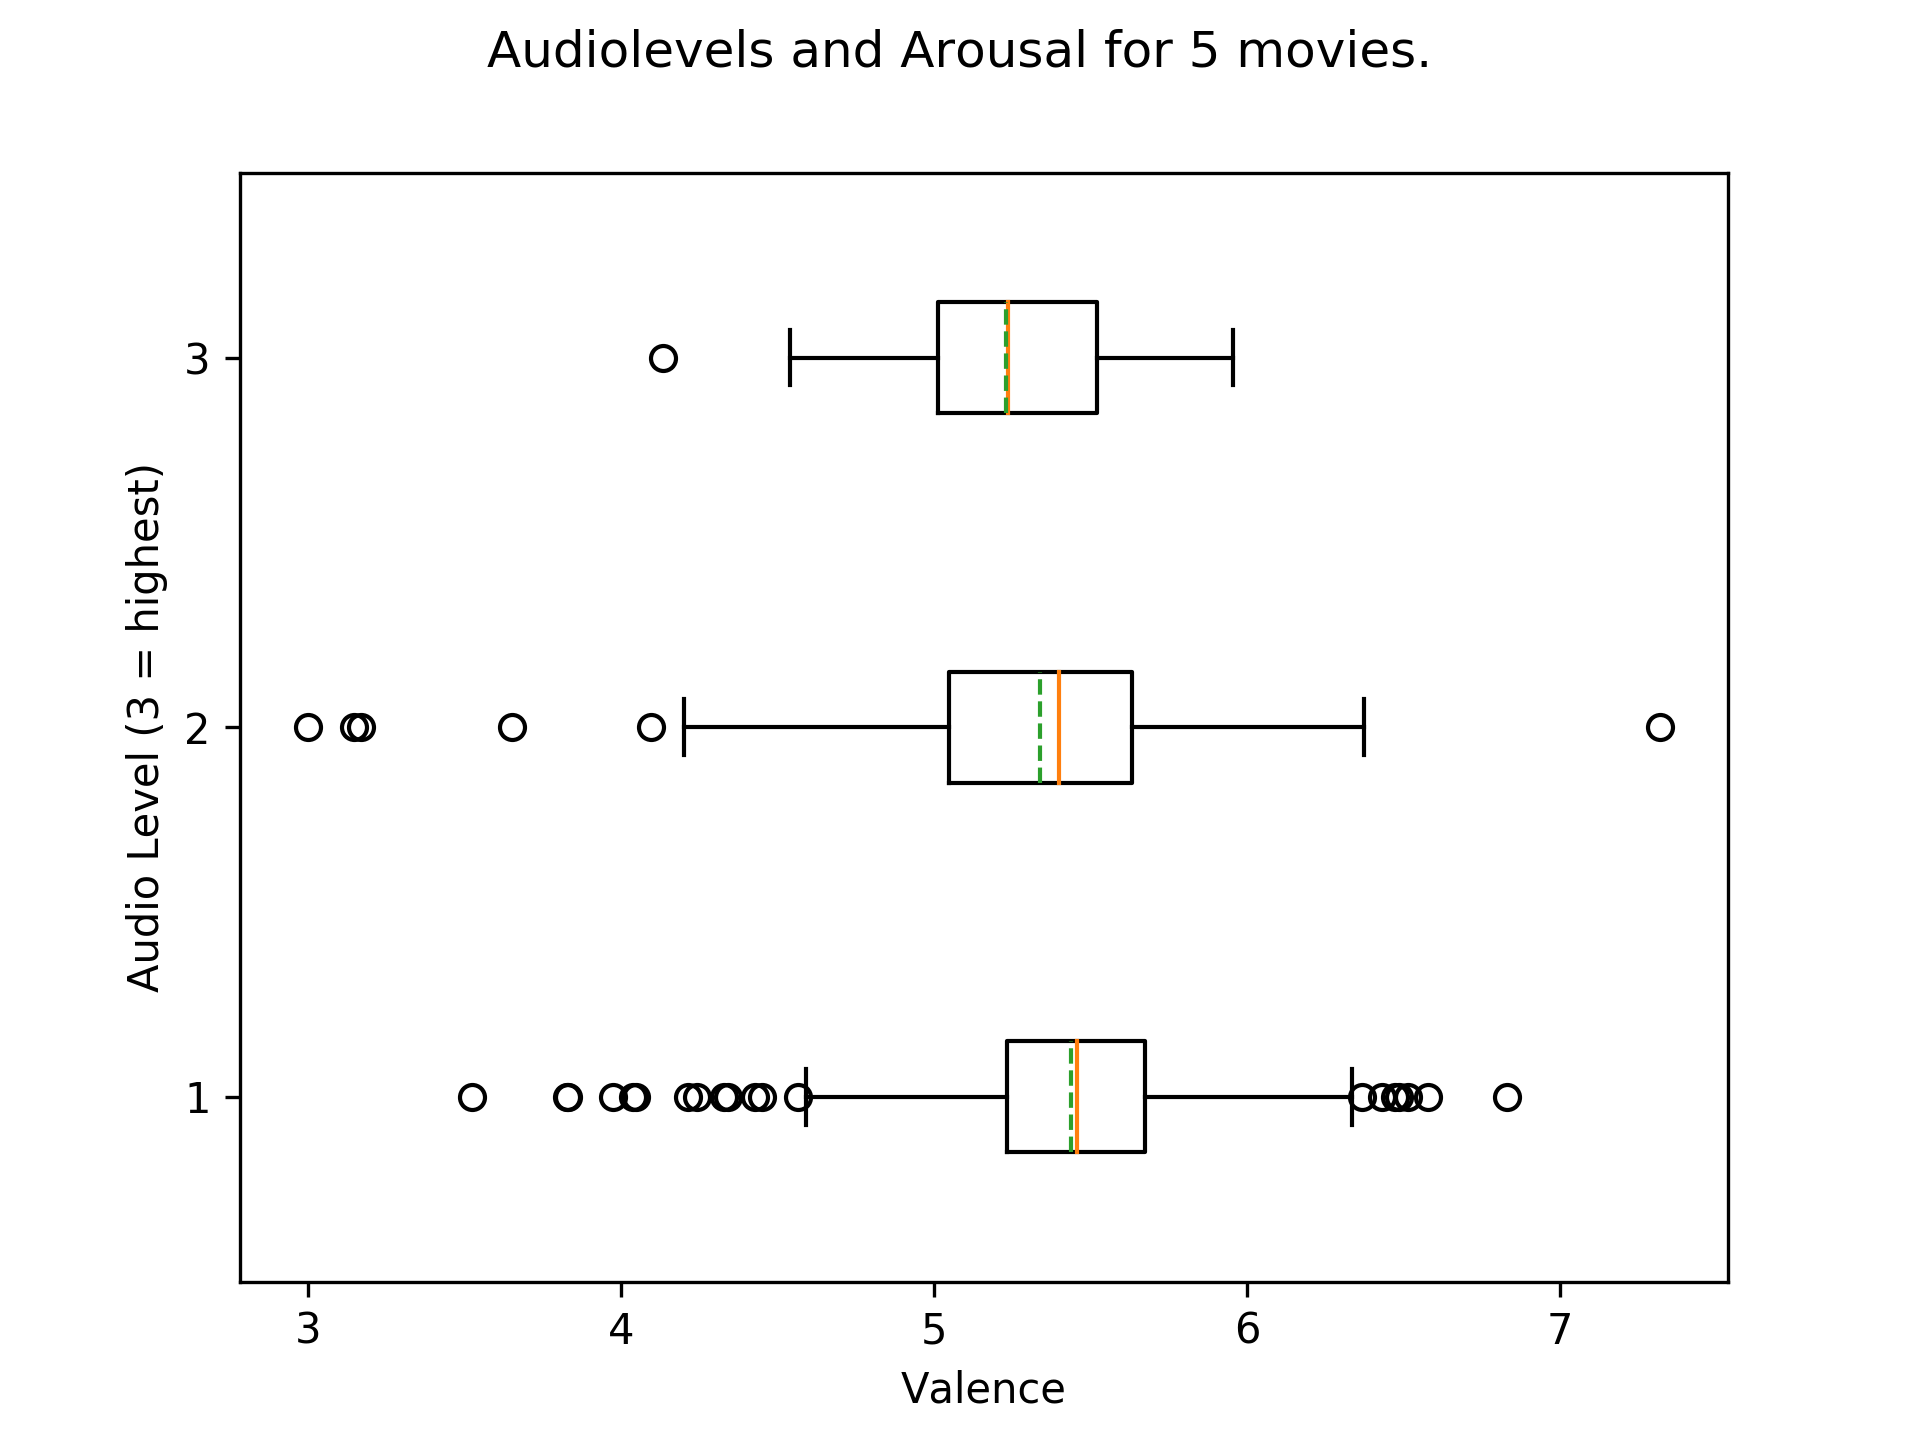 Audiolevels and Arousal for 5 movies.
Audio Level (3 = highest)
3
2
1
3 4 5 6 7
Valence